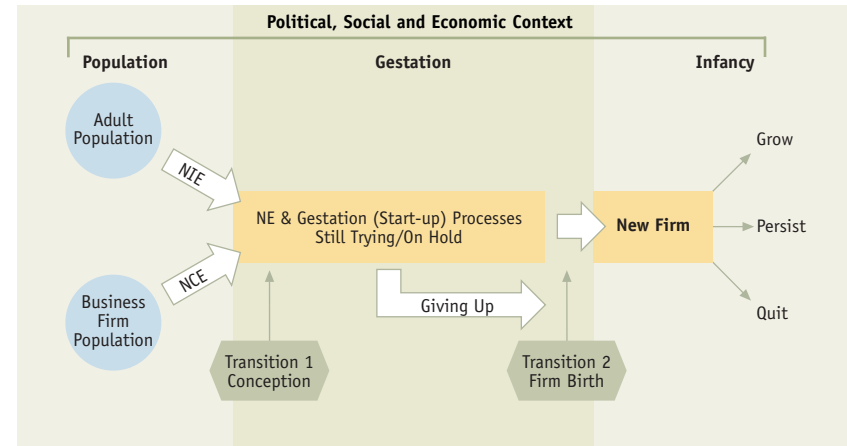 Political, Social and Economic Context
Population
Gestation
Infancy
Adult
Population
NIE
NE & Gestation (Start-up) Processes
Still Trying/On Hold
New Firm
Grow
Persist
Quit
NCE
Business
Firm
Population
Giving Up
Transition 1
Conception
Transition 2
Firm Birth